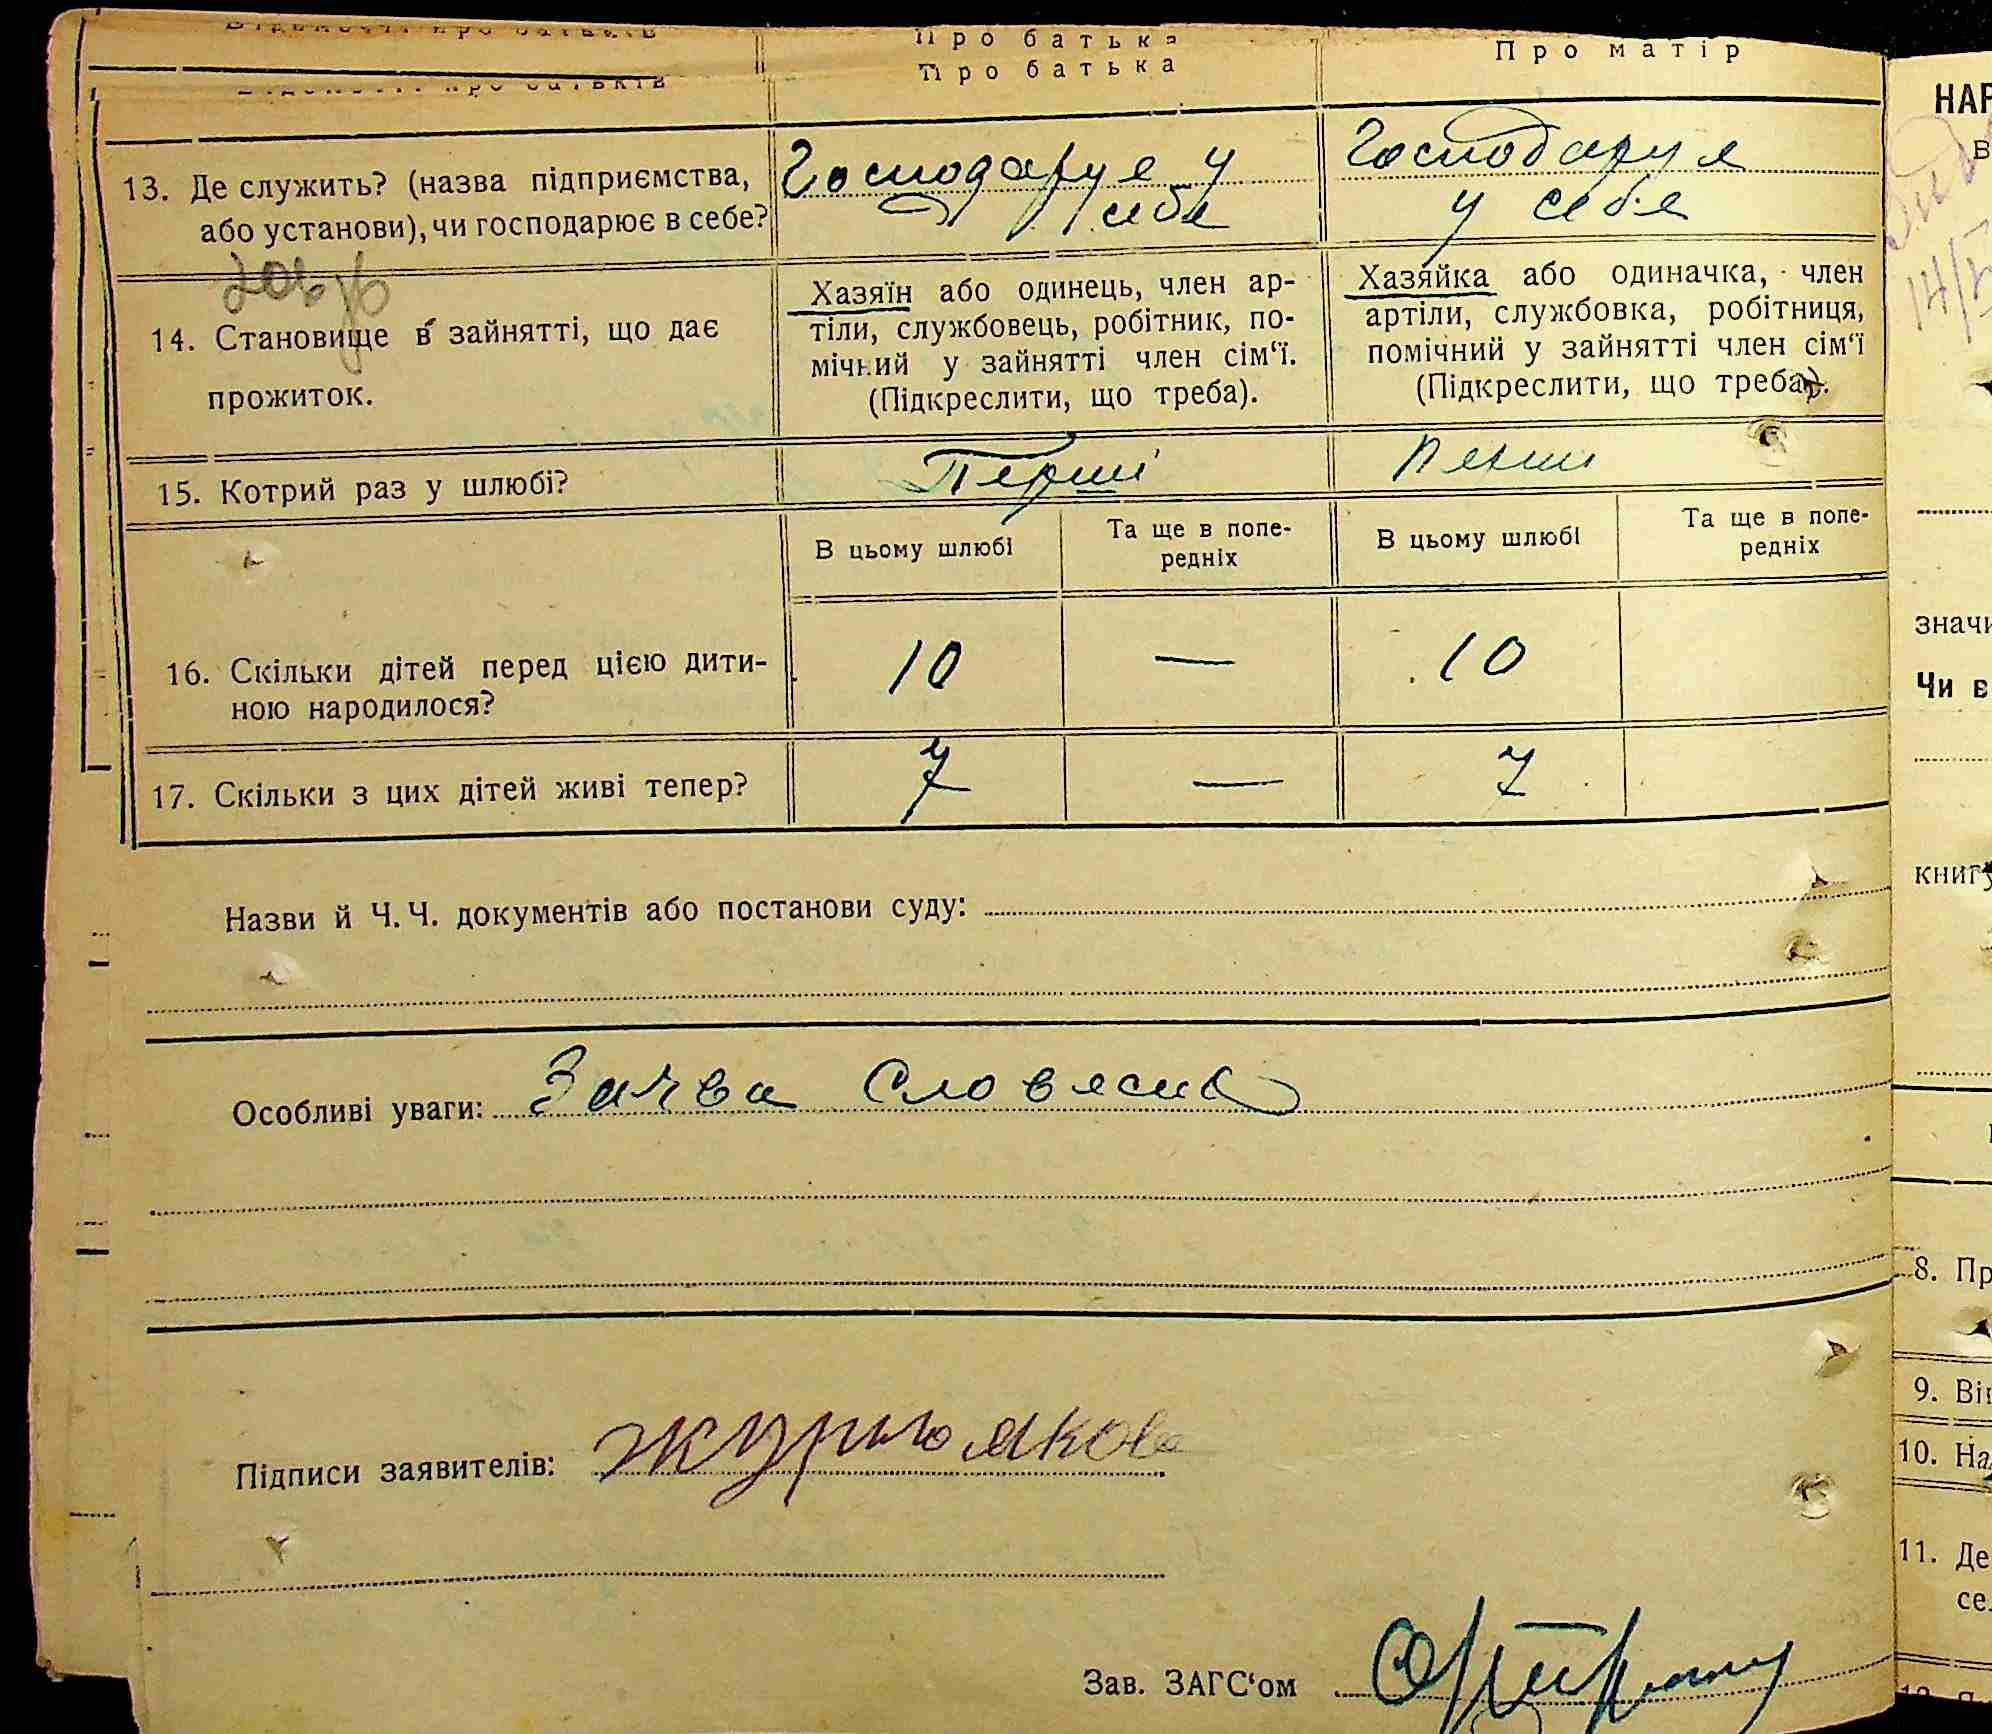 Про батька
Про батька
Про матір
13. Де служить? (назва підприємства,
або установи), чи господарює в себе?
Господаруе у
себе
Господаруе
у себе
14. Становище в зайнятті, що дає
прожиток.
Хазяїн або одинець, член ар-
тіли, службовець, робітник, по-
мічний у зайнятті член сім‘ї.
(Підкреслити, що треба).
Хазяйка або одиначка, член
артіли, службовка, робітниця,
помічний у зайнятті член сім‘ї
(Підкреслити, що треба).
15. Котрий раз у шлюбі?
Перший
В цьому шлюбі
Та ще в попе-
редніх
В цьому шлюбі
Та ще в попе-
редніх
16. Скільки дітей перед цією дити-
ною народилося?
10 — 10
17. Скільки з цих дітей живі тепер?
7 — 7
Назви й Ч.Ч. документів або постанови суду:
Особливі уваги: Заява словесна
Підписи заявителів:
Зав. ЗАГС‘ом
НАР
В
значи
Чи є
книгу
8. Пр
9. Ві
10. На
11. Де
се